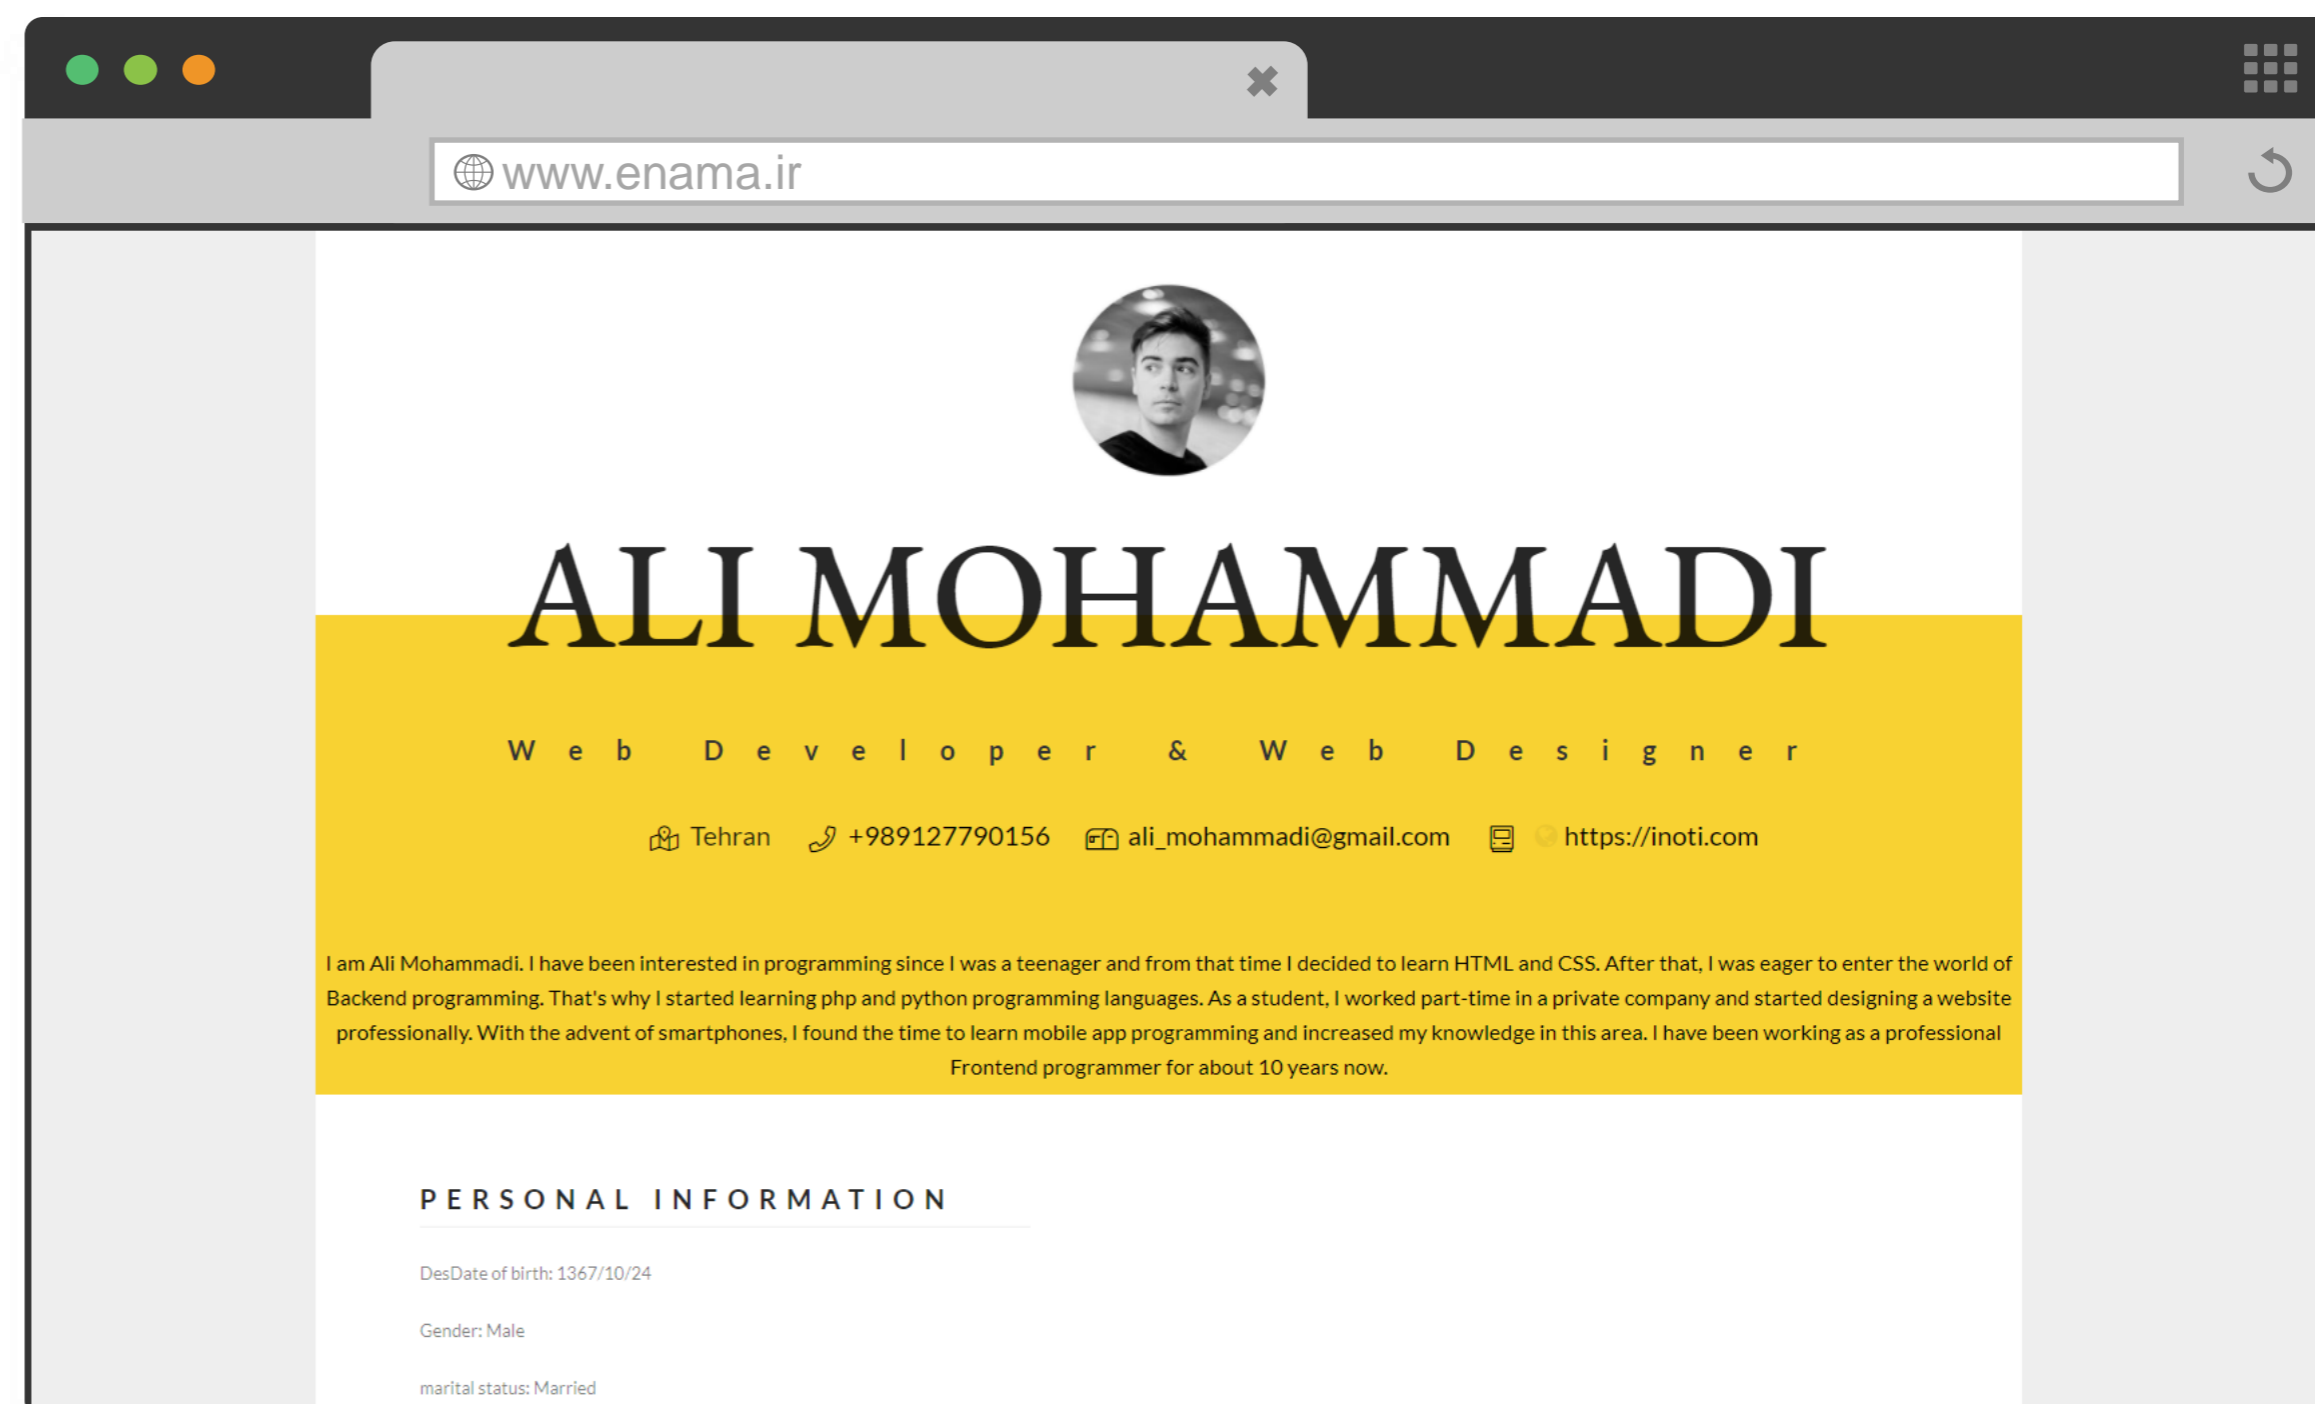 www.enama.ir
ALI MOHAMMADI
Web Developer & Web Designer
Tehran +989127790156 ali_mohammadi@gmail.com https://inoti.com
I am Ali Mohammadi. I have been interested in programming since I was a teenager and from that time I decided to learn HTML and CSS. After that, I was eager to enter the world of
Backend programming. That's why I started learning php and python programming languages. As a student, I worked part-time in a private company and started designing a website
professionally. With the advent of smartphones, I found the time to learn mobile app programming and increased my knowledge in this area. I have been working as a professional
Frontend programmer for about 10 years now.
PERSONAL INFORMATION
DesDate of birth: 1367/10/24
Gender: Male
marital status: Married